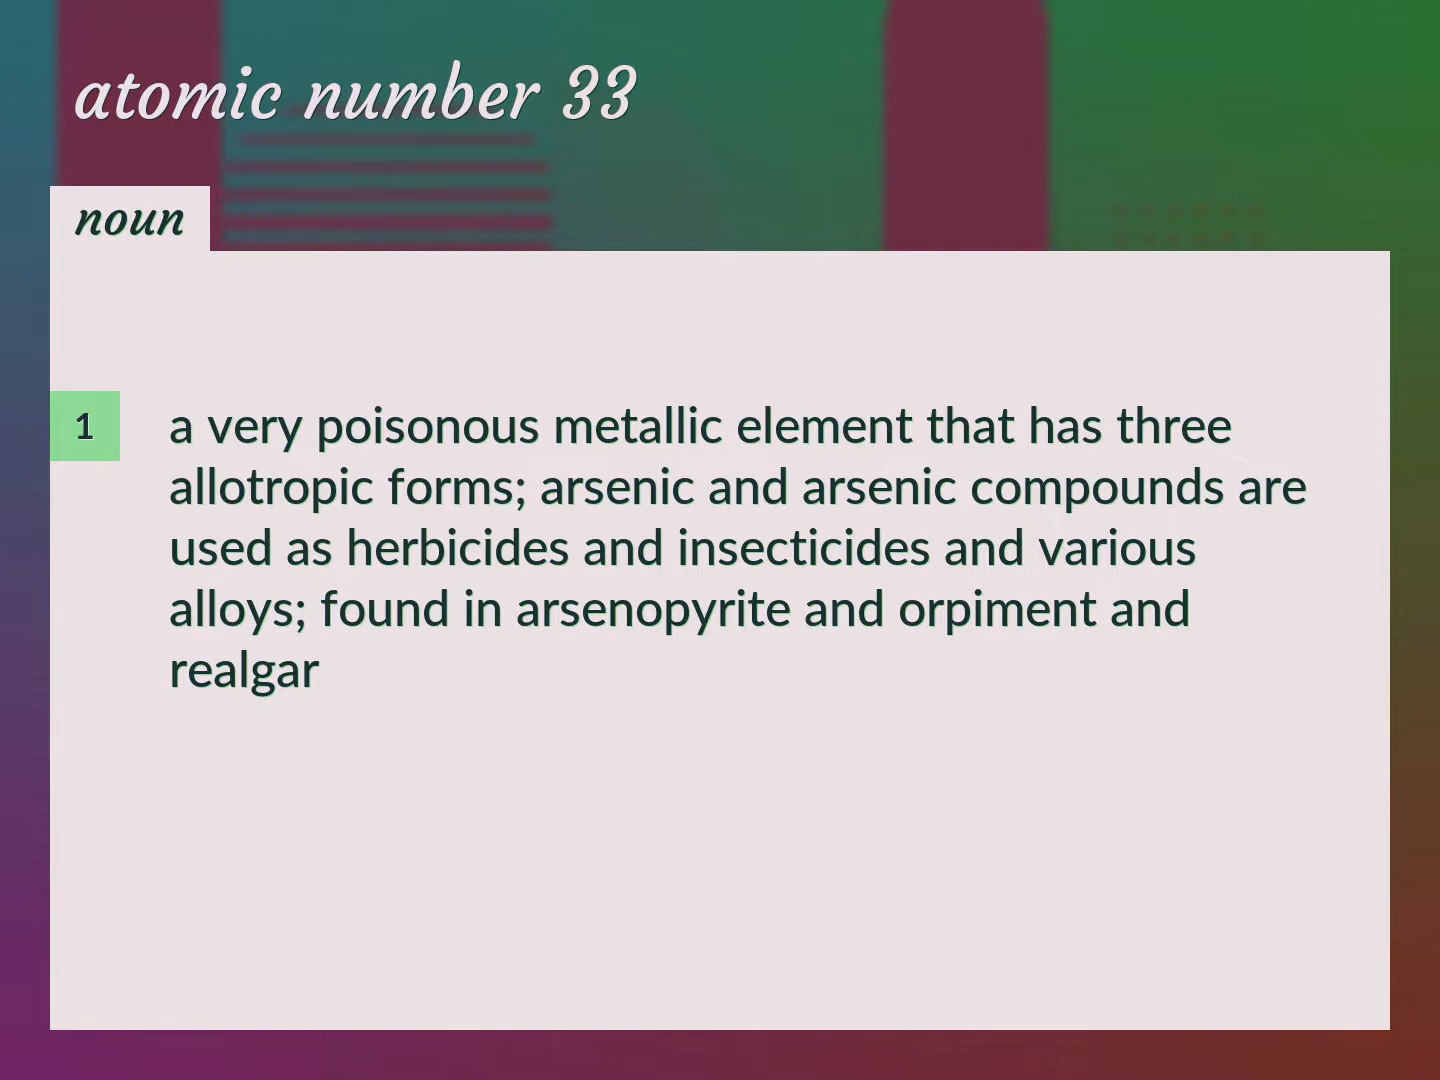 atomic number 33
noun
1
a very poisonous metallic element that has three
allotropic forms; arsenic and arsenic compounds are
used as herbicides and insecticides and various
alloys; found in arsenopyrite and orpiment and
realgar